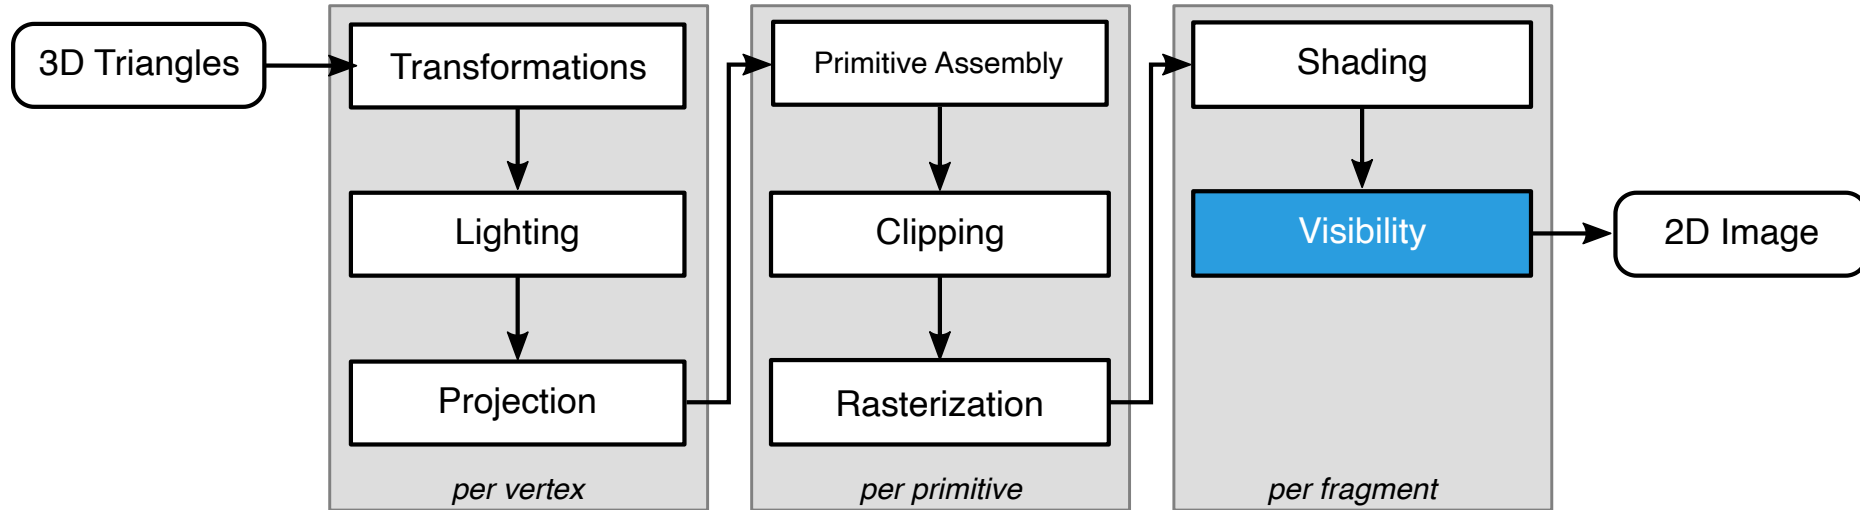 3D Triangles
Transformations
Lighting
Projection
per vertex
Primitive Assembly
Clipping
Rasterization
per primitive
Shading
Visibility
per fragment
2D Image